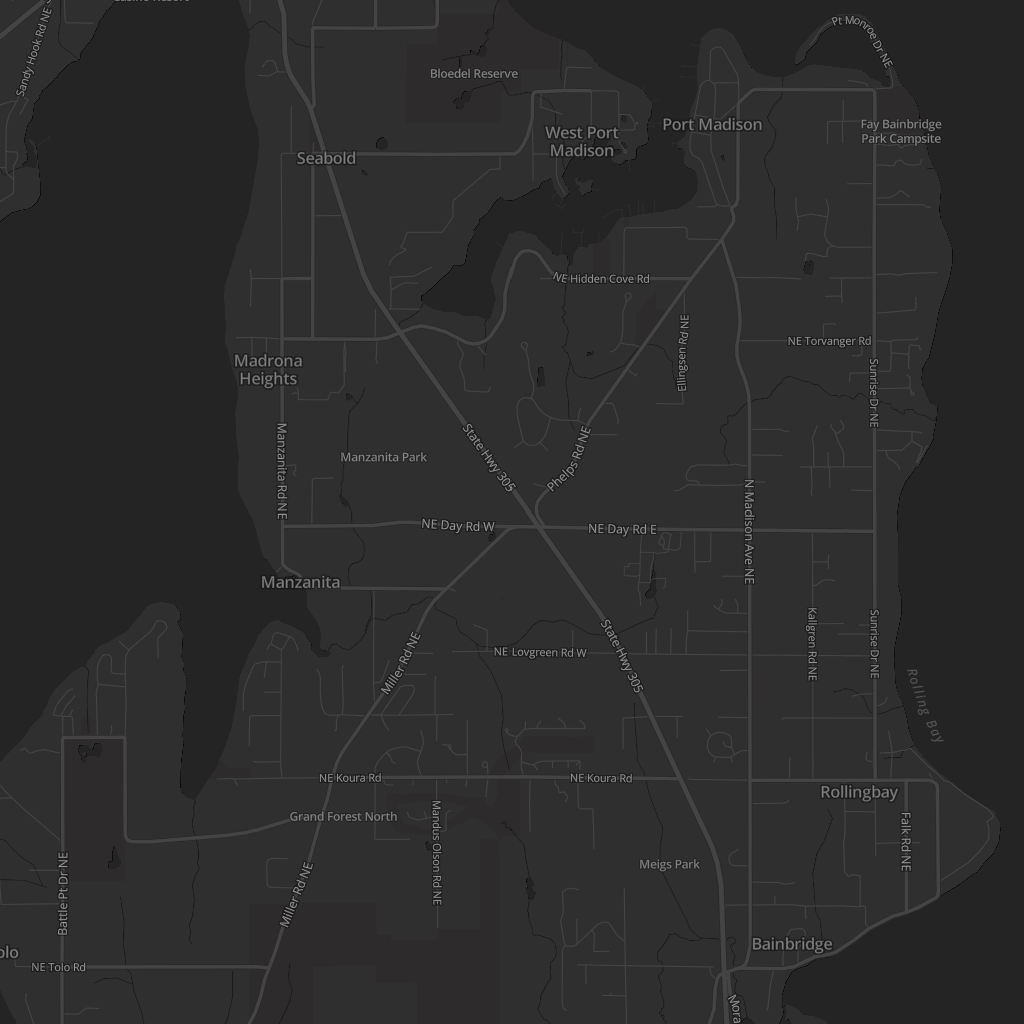 Sandy Hook Rd NE
Pt Monroe Dr NE
Bloedel Reserve
West Port
Madison
Port Madison
Fay Bainbridge
Park Campsite
Seabold
NE Hidden Cove Rd
Ellingsen Rd NE
NE Torvanger Rd
Sunrise Dr NE
Madrona
Heights
Manzanita Rd NE
State Hwy 305
Manzanita Park
Phelps Rd NE
N Madison Ave NE
NE Day Rd W
NE Day Rd E
Manzanita
Miller Rd NE
NE Lovgreen Rd W
State Hwy 305
Kallgren Rd NE
Sunrise Dr NE
Rolling Bay
NE Koura Rd
NE Koura Rd
Rollingbay
Grand Forest North
Mandus Olson Rd NE
Falk Rd NE
Meigs Park
Battle Pt Dr NE
Miller Rd NE
Bainbridge
olo
NE Tolo Rd
Mora